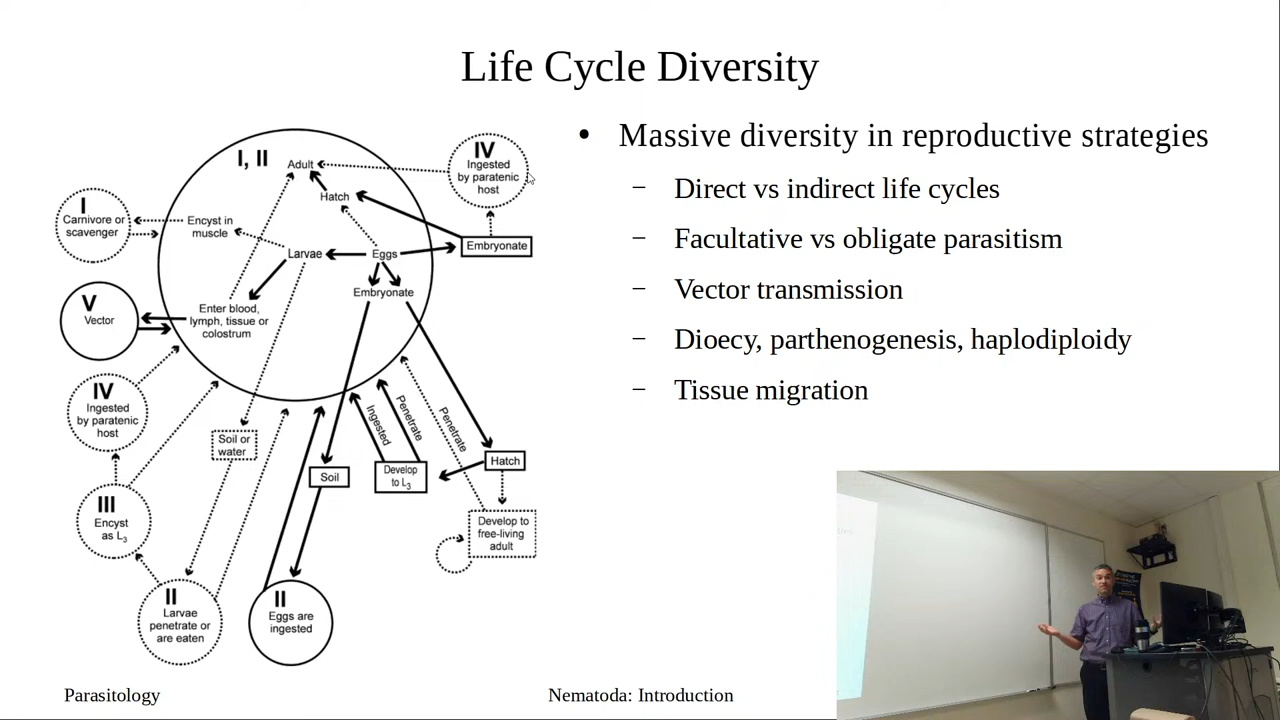 Life Cycle Diversity
I, II
Adult
Hatch
IV
Ingested
by paratenic
host
Embryonate
I
Carnivore or
scavenger
Encyst in
muscle
Larvae
Eggs
Embryonate
Enter blood,
lymph, tissue or
colostrum
V
Vector
IV
Ingested
by paratenic
host
Soil or
water
Ingested
Penetrate
Penetrate
Soil
Develop
to L3
Hatch
III
Encyst
as L3
Develop to
free-living
adult
II
Larvae
penetrate or
are eaten
II
Eggs are
ingested
• Massive diversity in reproductive strategies
– Direct vs indirect life cycles
– Facultative vs obligate parasitism
– Vector transmission
– Dioecy, parthenogenesis, haplodiploidy
– Tissue migration
Parasitology
Nematoda: Introduction